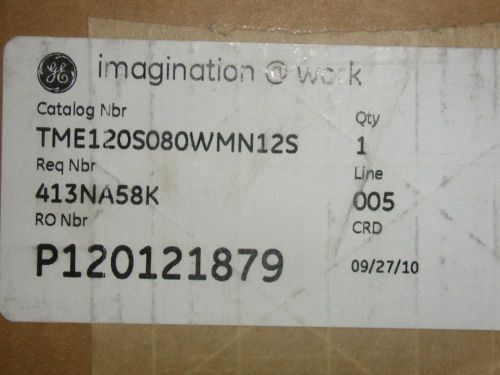 GE imagination @ work
Catalog Nbr Qty
TME120S080WMN12S 1
Req Nbr Line
413NA58K 005
RO Nbr CRD
P120121879 09/27/10